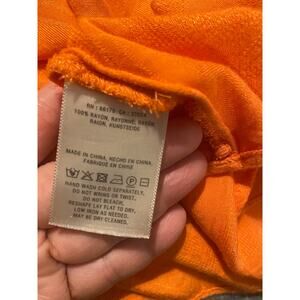 RN: 66170 CA:
100% RAYON, RAYONNE, RAYÓN,
RAION, KUNSTSEIDE
MADE IN CHINA, HECHO EN CHINA,
FABRIQUÉ EN CHINE
HAND WASH COLD SEPARATELY,
DO NOT WRING OR TWIST.
DO NOT BLEACH.
RESHAPE LAY FLAT TO DRY.
LOW IRON AS NEEDED.
MAY BE DRY CLEANED.